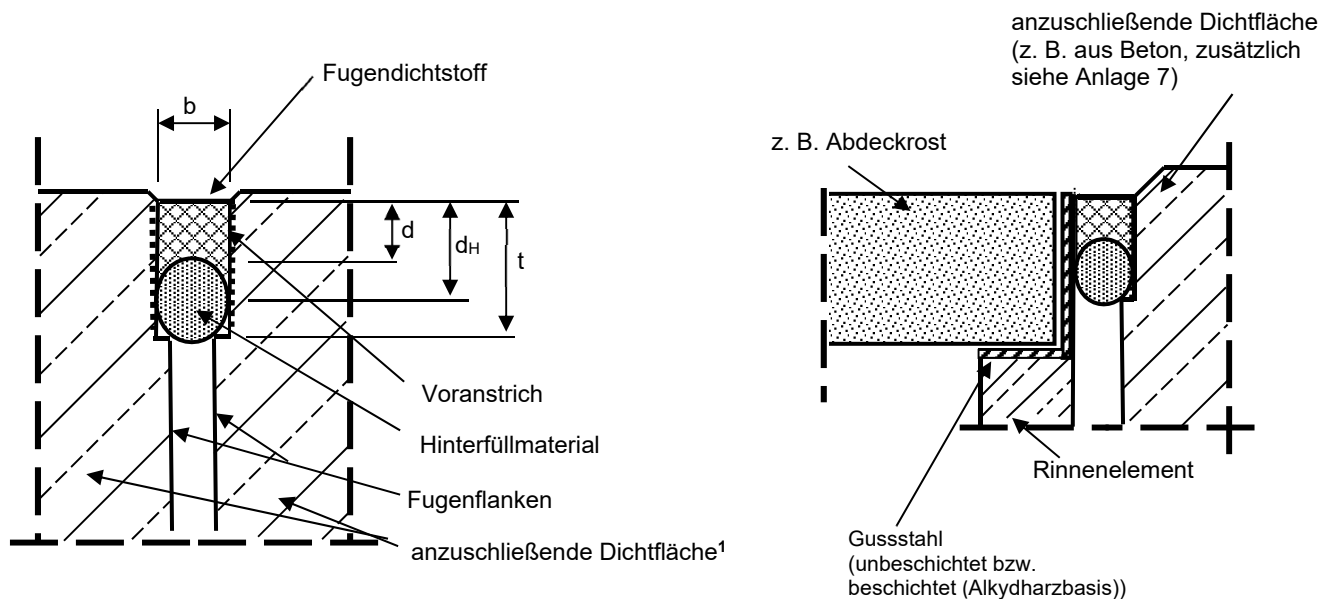 Fugendichtstoff
b
d
dH
t
Voranstrich
Hinterfüllmaterial
Fugenflanken
anzuschließende Dichtfläche¹
anzuschließende Dichtfläche
(z. B. aus Beton, zusätzlich
siehe Anlage 7)
z. B. Abdeckrost
Rinnenelement
Gussstahl
(unbeschichtet bzw.
beschichtet (Alkydharzbasis))